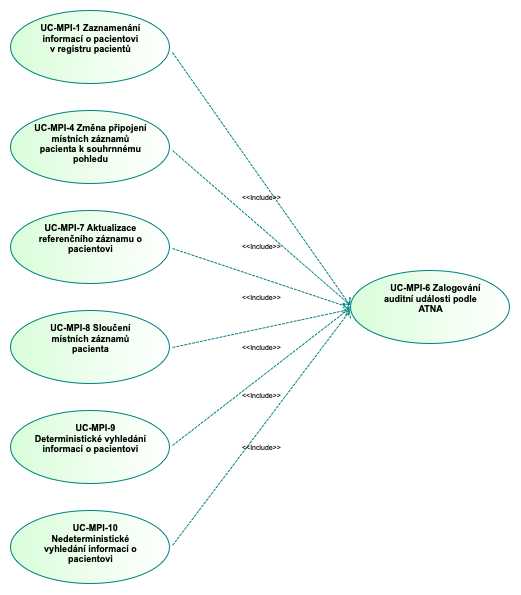 UC-MPI-1 Zaznamenání
informací o pacientovi
v registru pacientů
UC-MPI-4 Změna připojení
místních záznamů
pacienta k souhrnnému
pohledu
<<Include>>
UC-MPI-7 Aktualizace
referenčního záznamu o
pacientovi
<<Include>>
UC-MPI-6 Zalogování
auditní události podle
ATNA
<<Include>>
UC-MPI-8 Sloučení
místních záznamů
pacienta
<<Include>>
<<Include>>
UC-MPI-9
Deterministické vyhledání
informací o pacientovi
<<Include>>
UC-MPI-10
Nedeterministické
vyhledání informací o
pacientovi